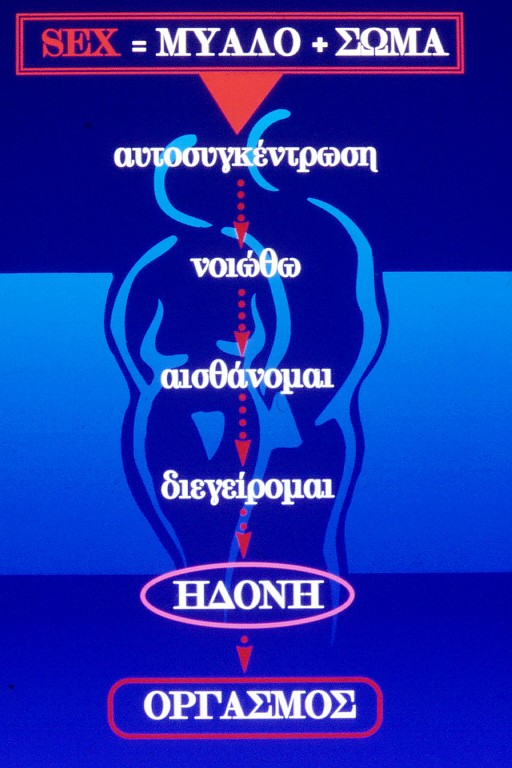 SEX = ΜΥΑΛΟ + ΣΩΜΑ
αυτοσυγκέντρωση
νοιώθω
αισθάνομαι
διεγείρομαι
ΗΔΟΝΗ
ΟΡΓΑΣΜΟΣ